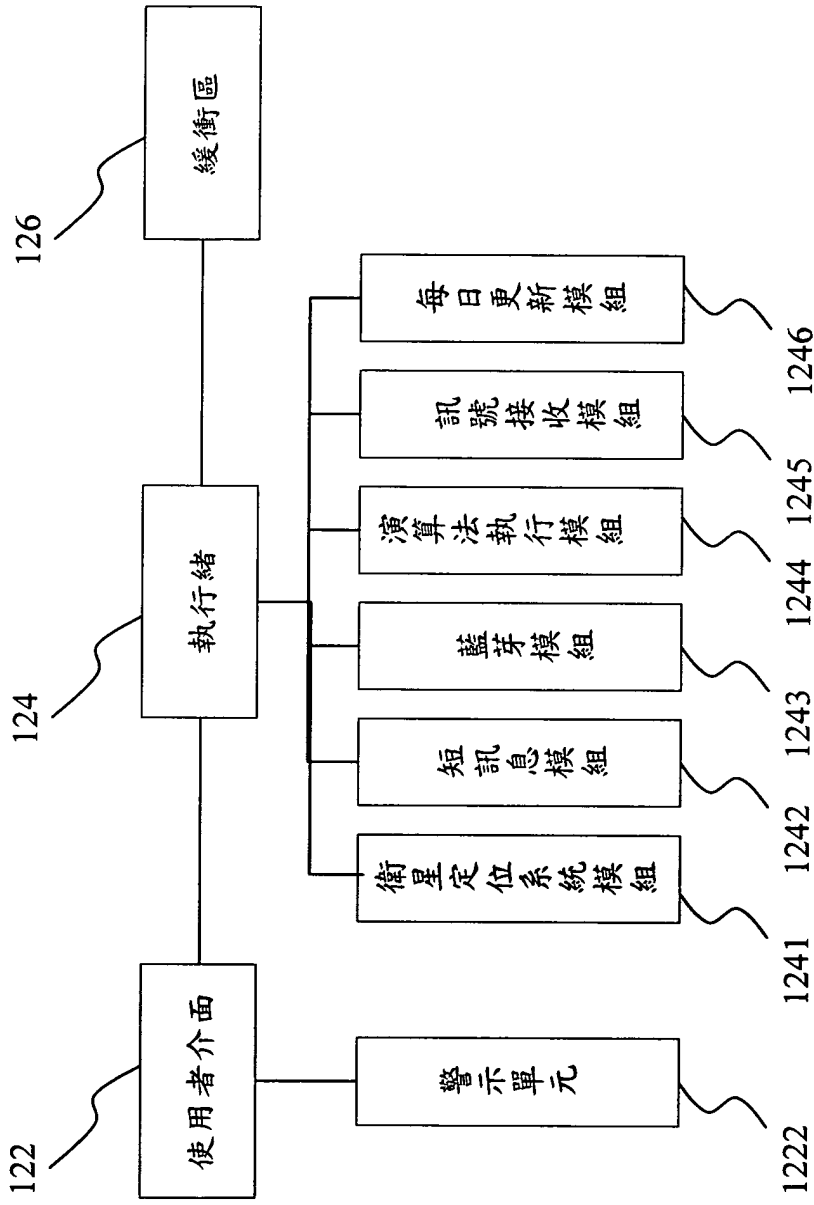 122
使用者介面
124
執行緒
126
緩衝區
警示單元
1222
衛星定位系統模組
1241
短訊息模組
1242
藍芽模組
1243
演算法執行模組
1244
訊號接收模組
1245
每日更新模組
1246